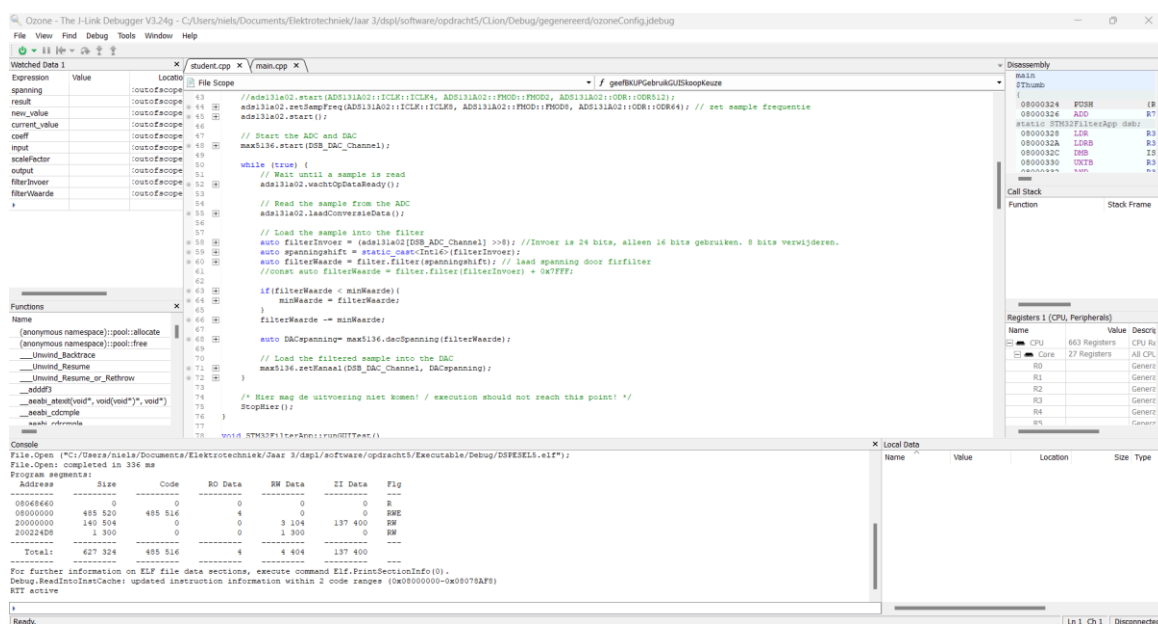 Ozone - The J-Link Debugger V3.24g - C:/Users/niels/Documents/Elektrotechniek/Jaar 3/dspl/software/opdracht5/CLion/Debug/gegenereerd/ozoneConfig.jdebug
File View Find Debug Tools Window Help
Watched Data 1
Expression Value Locatio
spanning :outofscope
result :outofscope
new_value :outofscope
current_value :outofscope
coeff :outofscope
input :outofscope
scaleFactor :outofscope
output :outofscope
filterInvoer :outofscope
filterWaarde :outofscope
Functions
Name
(anonymous namespace)::pool::allocate
(anonymous namespace)::pool::free
___Unwind_Backtrace
___Unwind_Resume
___Unwind_Resume_or_Rethrow
__adddf3
__aeabi_atexit(void*, void(void*)*, void*)
__aeabi_cdcmple
student.cpp main.cpp
File Scope
f geefBKUPGebruikGUISkoopKeuze
43 //ads131a02.start(ADS131A02::ICLK::ICLK4, ADS131A02::FMOD::FMOD2, ADS131A02::ODR::ODR512);
44 ads131a02.zetSampFreq(ADS131A02::ICLK::ICLK8, ADS131A02::FMOD::FMOD8, ADS131A02::ODR::ODR64); // zet sample frequentie
45 ads131a02.start();
46
47 // Start the ADC and DAC
48 max5136.start(DSB_DAC_Channel);
49
50 while (true) {
51 // Wait until a sample is read
52 ads131a02.wachtOpDataReady();
53
54 // Read the sample from the ADC
55 ads131a02.laadConversieData();
56
57 // Load the sample into the filter
58 auto filterInvoer = (ads131a02[DSB_ADC_Channel] >>8); //Invoer is 24 bits, alleen 16 bits gebruiken. 8 bits verwijderen.
59 auto spanningshift = static_cast<Int16>(filterInvoer);
60 auto filterWaarde = filter.filter(spanningshift); // laad spanning door firfilter
61 //const auto filterWaarde = filter.filter(filterInvoer) + 0x7FFF;
62
63 if(filterWaarde < minWaarde){
64 minWaarde = filterWaarde;
65 }
66 filterWaarde -= minWaarde;
67
68 auto DACspanning= max5136.dacSpanning(filterWaarde);
69
70 // Load the filtered sample into the DAC
71 max5136.zetKanaal(DSB_DAC_Channel, DACspanning);
72 }
73
74 /* Hier mag de uitvoering niet komen! / execution should not reach this point! */
75 StopHier();
76 }
77
78 void STM32FilterApp::runGUITest()
Disassembly
main
$Thumb
{
08000324 PUSH {R
08000326 ADD R7
static STM32FilterApp dsb;
08000328 LDR R3
0800032A LDRB R3
0800032C DMB IS
08000330 UXTB R3
08000332 AND R3
Call Stack
Function Stack Frame
Registers 1 (CPU, Peripherals)
Name Value Descrip
CPU 663 Registers CPU Re
Core 27 Registers All CPL
R0 Genera
R1 Genera
R2 Genera
R3 Genera
R4 Genera
R5 Genera
Console
File.Open ("C:/Users/niels/Documents/Elektrotechniek/Jaar 3/dspl/software/opdracht5/Executable/Debug/DSPESEL5.elf");
File.Open: completed in 336 ms
Program segments:
Address Size Code RO Data RW Data ZI Data Flg
--------- --------- --------- --------- --------- --------- ---
08068660 0 0 0 0 0 R
08000000 485 520 485 516 4 0 0 RWE
20000000 140 504 0 0 3 104 137 400 RW
200224D8 1 300 0 0 1 300 0 RW
--------- --------- --------- --------- --------- --------- ---
Total: 627 324 485 516 4 4 404 137 400
--------- --------- --------- --------- --------- --------- ---
For further information on ELF file data sections, execute command Elf.PrintSectionInfo(0).
Debug.ReadIntoInstCache: updated instruction information within 2 code ranges (0x08000000-0x08078AF8)
RTT active
Local Data
Name Value Location Size Type
Ready.
Ln 1 Ch 1 Disconnected